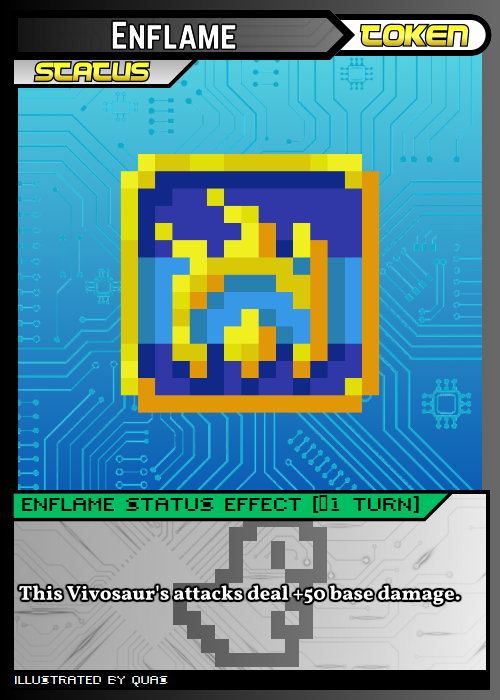 Enflame
TOKEN
STATUS
ENFLAME STATUS EFFECT [▯1 TURN]
This Vivosaur's attacks deal +50 base damage.
ILLUSTRATED BY QUAS